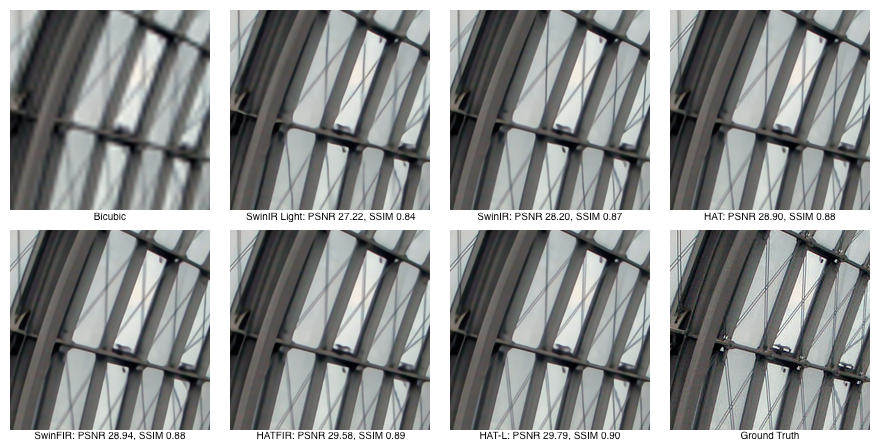 Bicubic
SwinIR Light: PSNR 27.22, SSIM 0.84
SwinIR: PSNR 28.20, SSIM 0.87
HAT: PSNR 28.90, SSIM 0.88
SwinFIR: PSNR 28.94, SSIM 0.88
HATFIR: PSNR 29.58, SSIM 0.89
HAT-L: PSNR 29.79, SSIM 0.90
Ground Truth